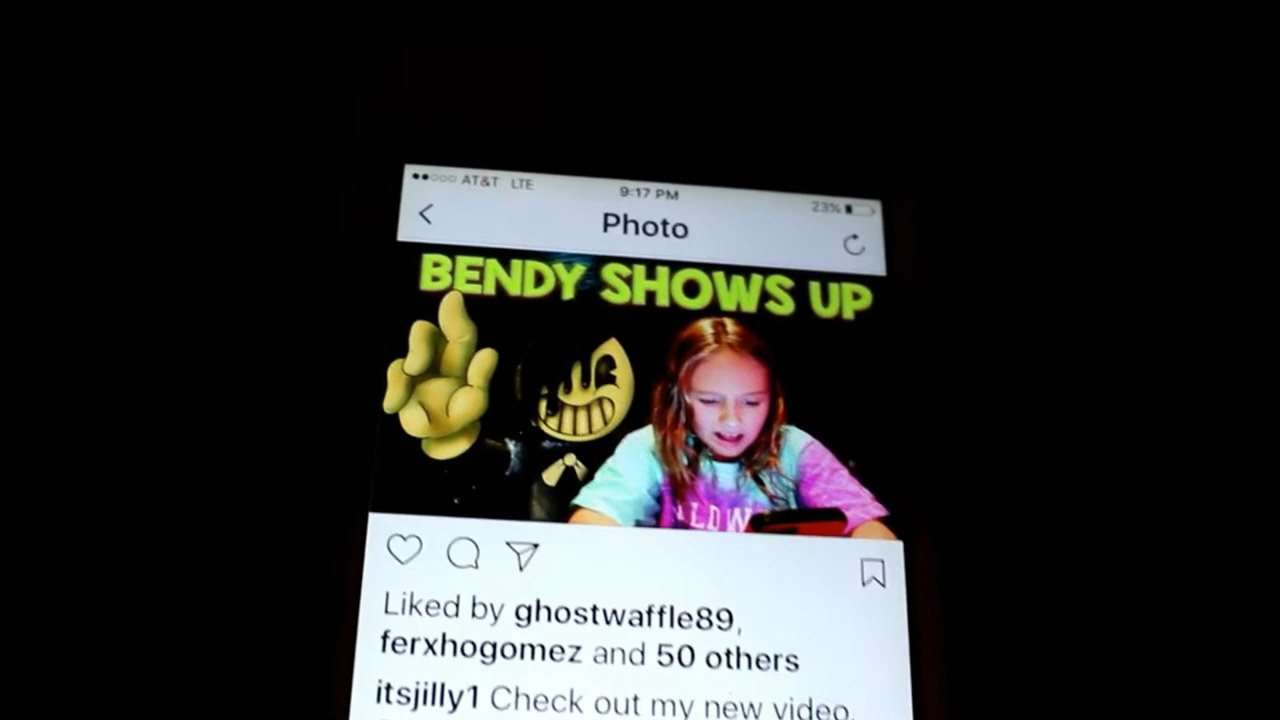 AT&T LTE 9:17 PM 23%
Photo
BENDY SHOWS UP
ALDW
Liked by ghostwaffle89,
ferxhogomez and 50 others
itsjilly1 Check out my new video.